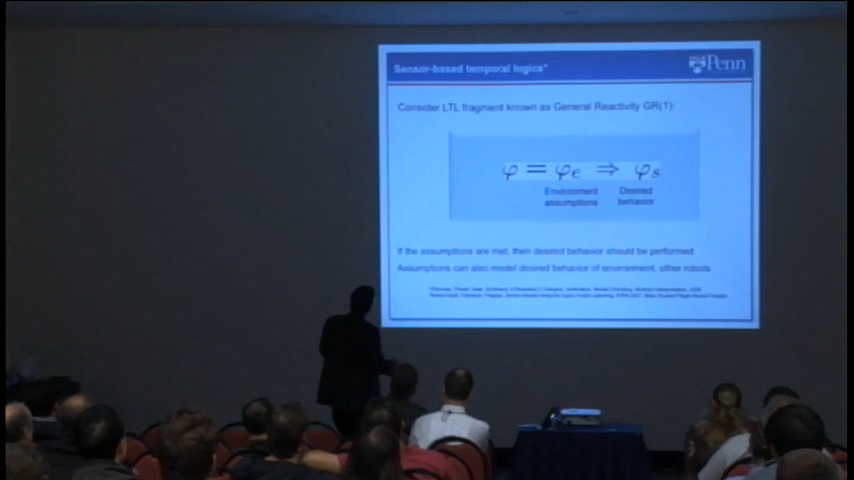 Sensor-based temporal logics*
Penn
Consider LTL fragment known as General Reactivity GR(1)
φ = φe ⇒ φs
Environment assumptions
Desired behavior
If the assumptions are met, then desired behavior should be performed
Assumptions can also model desired behavior of environment, other robots